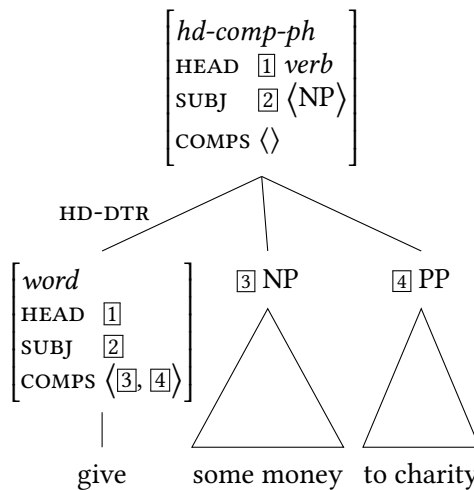 hd-comp-ph
HEAD 1 verb
SUBJ 2 ⟨NP⟩
COMPS ⟨⟩
HD-DTR
word
HEAD 1
SUBJ 2
COMPS ⟨3, 4⟩
3 NP
4 PP
give some money to charity